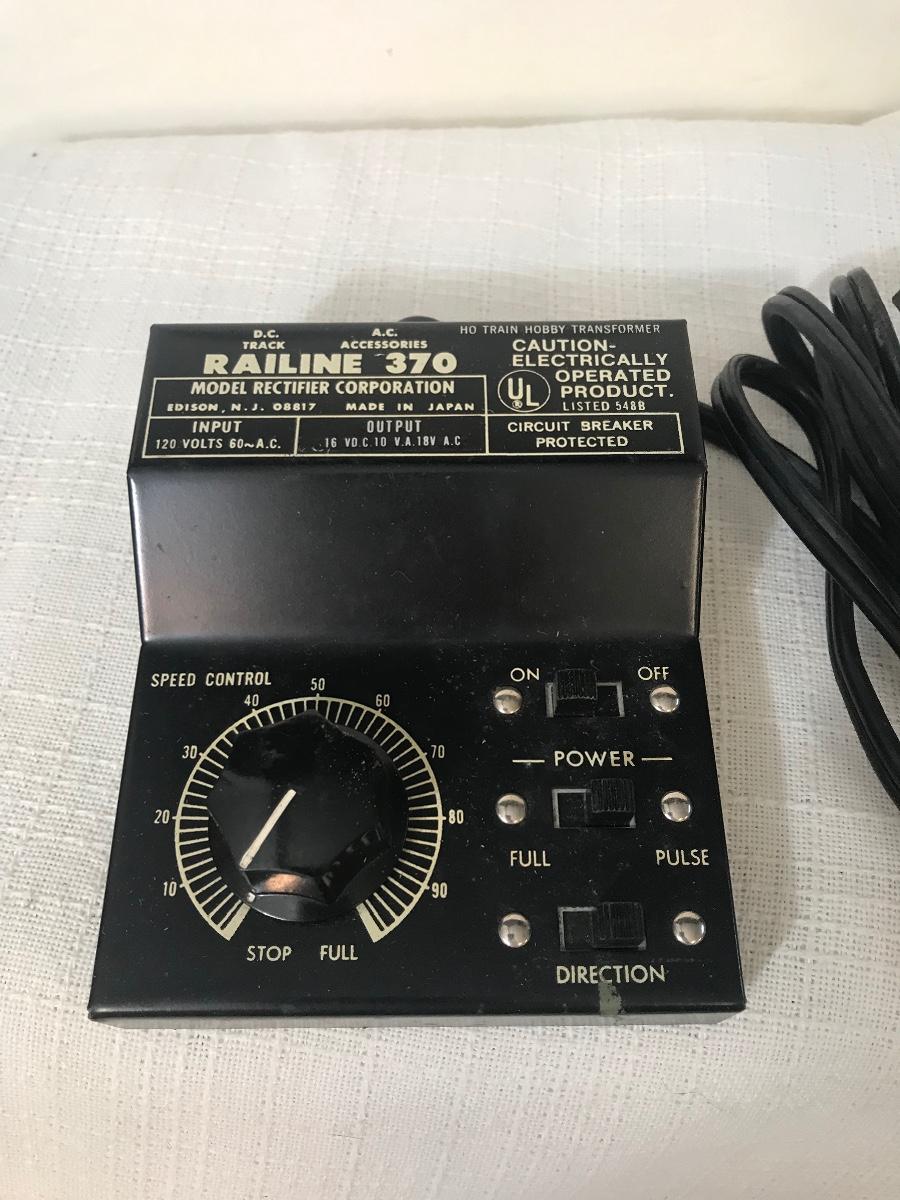 D.C. A.C. HO TRAIN HOBBY TRANSFORMER
TRACK ACCESSORIES
RAILINE 370
MODEL RECTIFIER CORPORATION
EDISON, N.J. 08817 MADE IN JAPAN
CAUTION-
ELECTRICALLY
OPERATED
PRODUCT.
UL
®
LISTED 548B
INPUT
120 VOLTS 60~A.C.
OUTPUT
16 VD.C.10 V.A.18V A.C
CIRCUIT BREAKER
PROTECTED
SPEED CONTROL
10
20
30
40
50
60
70
80
90
STOP FULL
ON OFF
POWER
FULL PULSE
DIRECTION